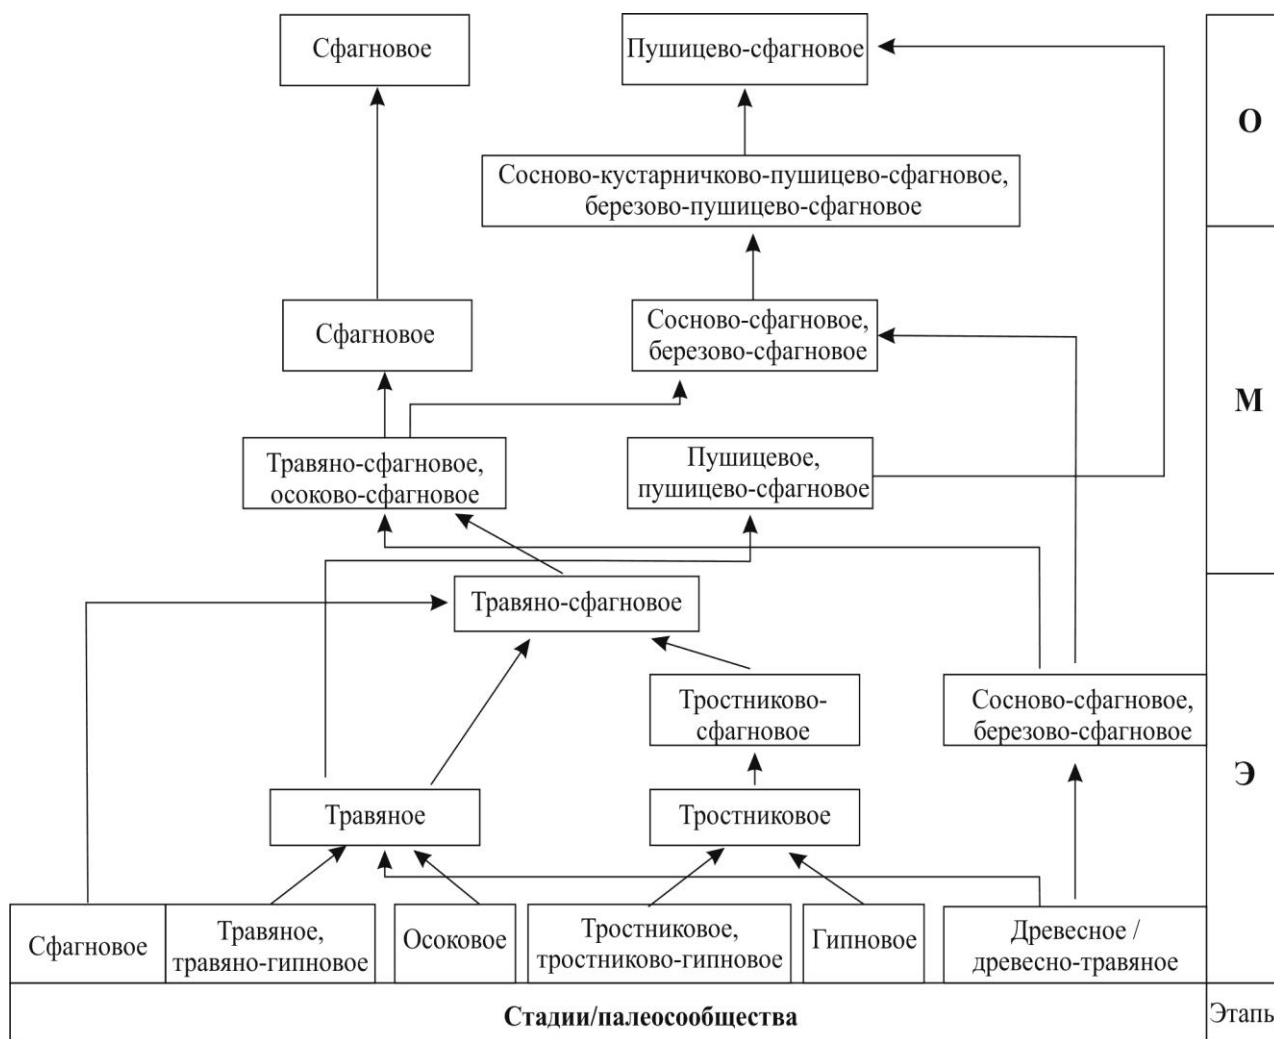 Сфагновое
Пушицево-сфагновое
О
Сосново-кустарничково-пушицево-сфагновое,
березово-пушицево-сфагновое
Сфагновое
Сосново-сфагновое,
березово-сфагновое
М
Травяно-сфагновое,
осоково-сфагновое
Пушицевое,
пушицево-сфагновое
Травяно-сфагновое
Тростниково-
сфагновое
Сосново-сфагновое,
березово-сфагновое
Э
Травяное
Тростниковое
Сфагновое
Травяное,
травяно-гипновое
Осоковое
Тростниковое,
тростниково-гипновое
Гипновое
Древесное /
древесно-травяное
Стадии/палеосообщества
Этапы